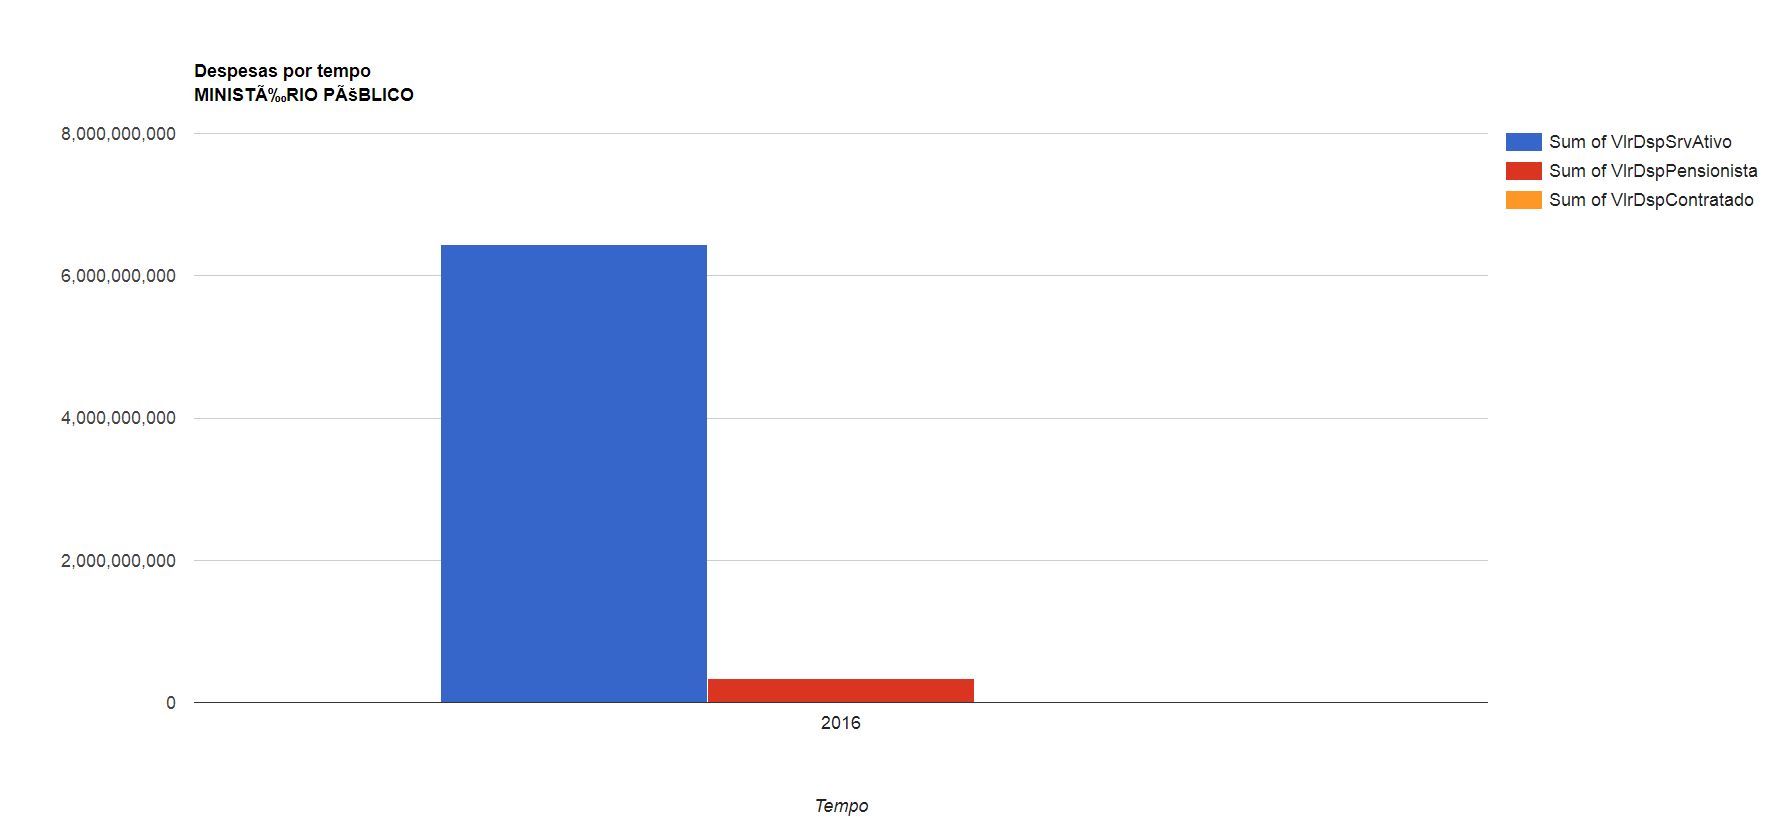 Despesas por tempo
MINISTÃ‰RIO PÃšBLICO
8,000,000,000
6,000,000,000
4,000,000,000
2,000,000,000
0
2016
Tempo
Sum of VlrDspSrvAtivo
Sum of VlrDspPensionista
Sum of VlrDspContratado